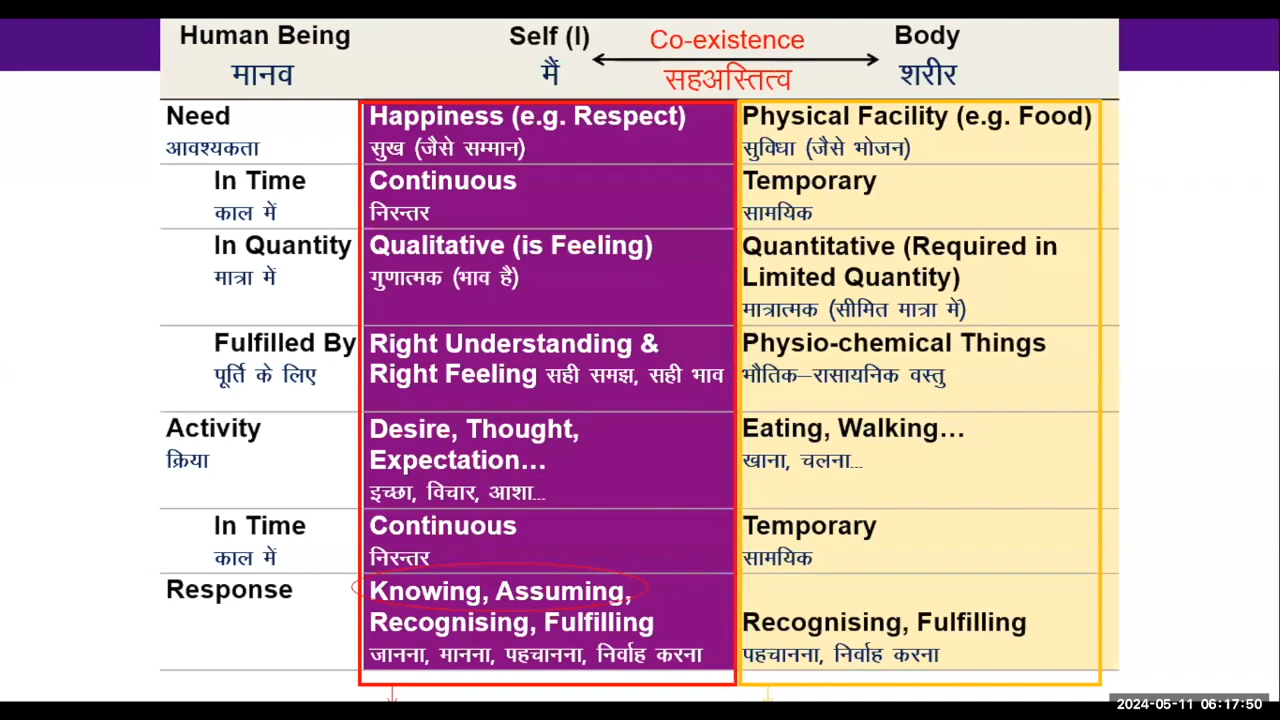 Human Being Self (I) Co-existence Body
मानव मैं सहअस्तित्व शरीर
Need Happiness (e.g. Respect) Physical Facility (e.g. Food)
आवश्यकता सुख (जैसे सम्मान) सुविधा (जैसे भोजन)
In Time Continuous Temporary
काल में निरन्तर सामयिक
In Quantity Qualitative (is Feeling) Quantitative (Required in
Limited Quantity)
मात्रा में गुणात्मक (भाव है) मात्रात्मक (सीमित मात्रा में)
Fulfilled By Right Understanding & Physio-chemical Things
पूर्ति के लिए Right Feeling सही समझ, सही भाव भौतिक–रासायनिक वस्तु
Activity Desire, Thought, Eating, Walking…
क्रिया Expectation… खाना, चलना...
इच्छा, विचार, आशा...
In Time Continuous Temporary
काल में निरन्तर सामयिक
Response Knowing, Assuming,
Recognising, Fulfilling Recognising, Fulfilling
जानना, मानना, पहचानना, निर्वाह करना पहचानना, निर्वाह करना
2024-05-11 06:17:50